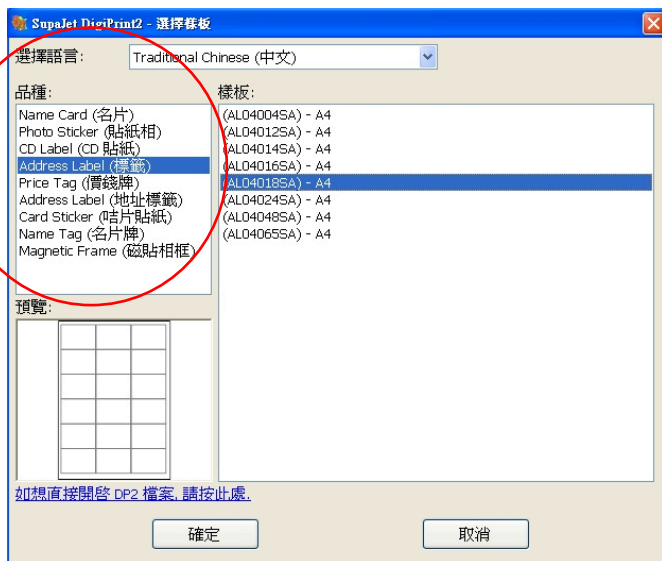 SupaJet DigiPrint2 - 選擇樣板
選擇語言: Traditional Chinese (中文)
品種:
Name Card (名片)
Photo Sticker (貼紙相)
CD Label (CD 貼紙)
Address Label (標籤)
Price Tag (價錢牌)
Address Label (地址標籤)
Card Sticker (咭片貼紙)
Name Tag (名片牌)
Magnetic Frame (磁貼相框)
樣板:
(AL04004SA) - A4
(AL04012SA) - A4
(AL04014SA) - A4
(AL04016SA) - A4
(AL04018SA) - A4
(AL04024SA) - A4
(AL04048SA) - A4
(AL04065SA) - A4
預覽:
如想直接開啓 DP2 檔案, 請按此處.
確定 取消